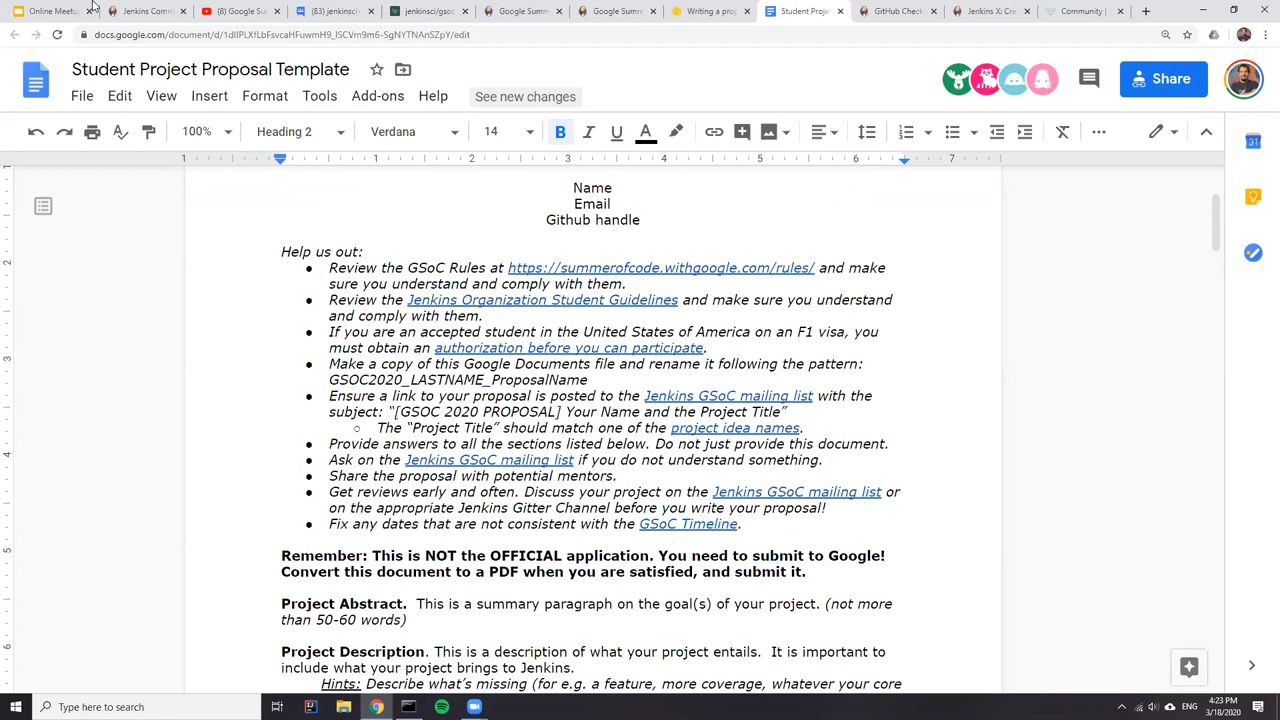 Online Meetu
Jenkins Comm
(8) Google Su
(83) jenkinsci-
jenkinsci/gsoc
Google Summ
Google Summ
Writing a prop
Student Proje
GitHub Check
Jenkins X: Cre
Community |
docs.google.com/document/d/1dIIPLXfLbFsvcaHFuwmH9_lSCVm9m6-SgNYTNAnSZpY/edit
Student Project Proposal Template
File Edit View Insert Format Tools Add-ons Help See new changes
Share
100% Heading 2 Verdana 14 B I U A
1 1 2 3 4 5 6 7
Name
Email
Github handle
Help us out:
● Review the GSoC Rules at https://summerofcode.withgoogle.com/rules/ and make
sure you understand and comply with them.
● Review the Jenkins Organization Student Guidelines and make sure you understand
and comply with them.
● If you are an accepted student in the United States of America on an F1 visa, you
must obtain an authorization before you can participate.
● Make a copy of this Google Documents file and rename it following the pattern:
GSOC2020_LASTNAME_ProposalName
● Ensure a link to your proposal is posted to the Jenkins GSoC mailing list with the
subject: “[GSOC 2020 PROPOSAL] Your Name and the Project Title”
○ The “Project Title” should match one of the project idea names.
● Provide answers to all the sections listed below. Do not just provide this document.
● Ask on the Jenkins GSoC mailing list if you do not understand something.
● Share the proposal with potential mentors.
● Get reviews early and often. Discuss your project on the Jenkins GSoC mailing list or
on the appropriate Jenkins Gitter Channel before you write your proposal!
● Fix any dates that are not consistent with the GSoC Timeline.
Remember: This is NOT the OFFICIAL application. You need to submit to Google!
Convert this document to a PDF when you are satisfied, and submit it.
Project Abstract. This is a summary paragraph on the goal(s) of your project. (not more
than 50-60 words)
Project Description. This is a description of what your project entails. It is important to
include what your project brings to Jenkins.
Hints: Describe what’s missing (for e.g. a feature, more coverage, whatever your core
Type here to search
ENG
4:23 PM
3/18/2020